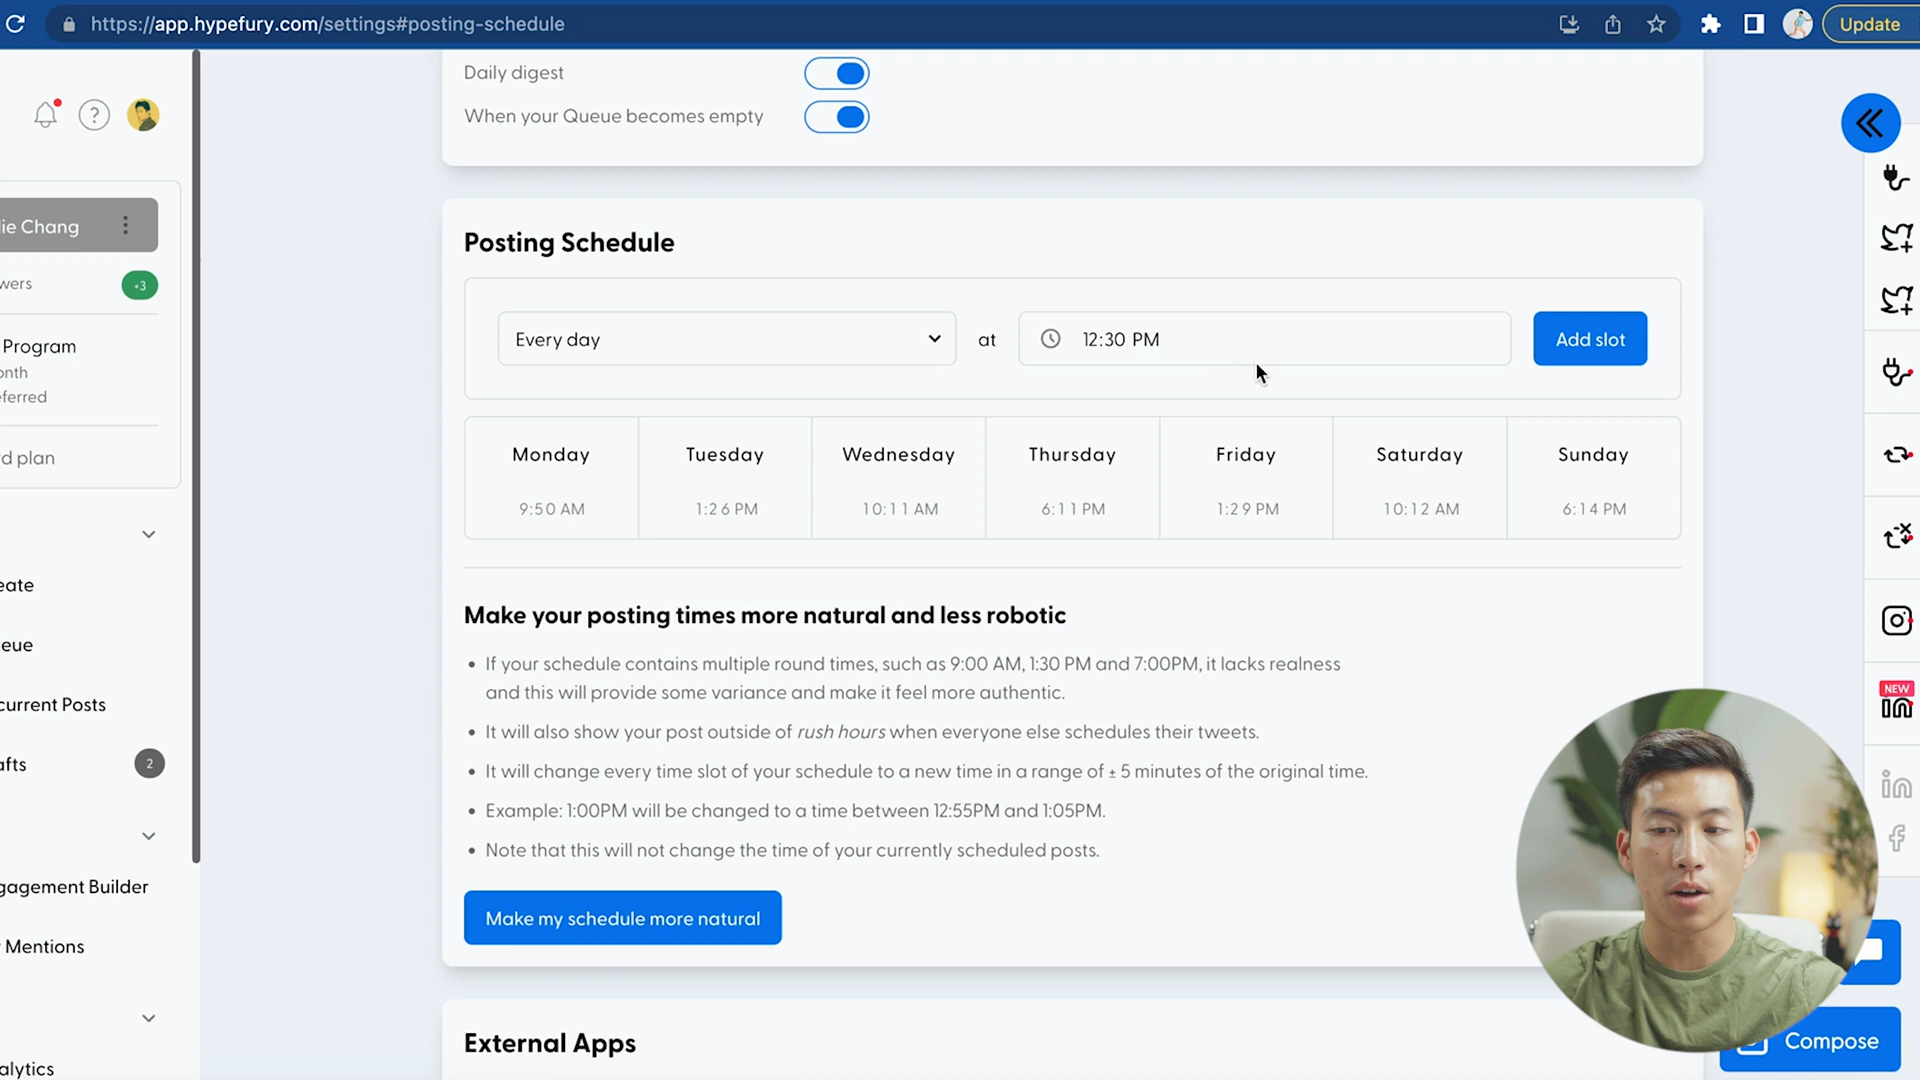 https://app.hypefury.com/settings#posting-schedule
Update
Daily digest
When your Queue becomes empty
lie Chang
wers
+3
Program
onth
ferred
d plan
eate
eue
current Posts
afts
2
gagement Builder
Mentions
alytics
Posting Schedule
Every day
at
12:30 PM
Add slot
Monday
Tuesday
Wednesday
Thursday
Friday
Saturday
Sunday
9:50 AM
1:26 PM
10:11 AM
6:11 PM
1:29 PM
10:12 AM
6:14 PM
Make your posting times more natural and less robotic
• If your schedule contains multiple round times, such as 9:00 AM, 1:30 PM and 7:00PM, it lacks realness
and this will provide some variance and make it feel more authentic.
• It will also show your post outside of rush hours when everyone else schedules their tweets.
• It will change every time slot of your schedule to a new time in a range of ± 5 minutes of the original time.
• Example: 1:00PM will be changed to a time between 12:55PM and 1:05PM.
• Note that this will not change the time of your currently scheduled posts.
Make my schedule more natural
External Apps
NEW
Compose